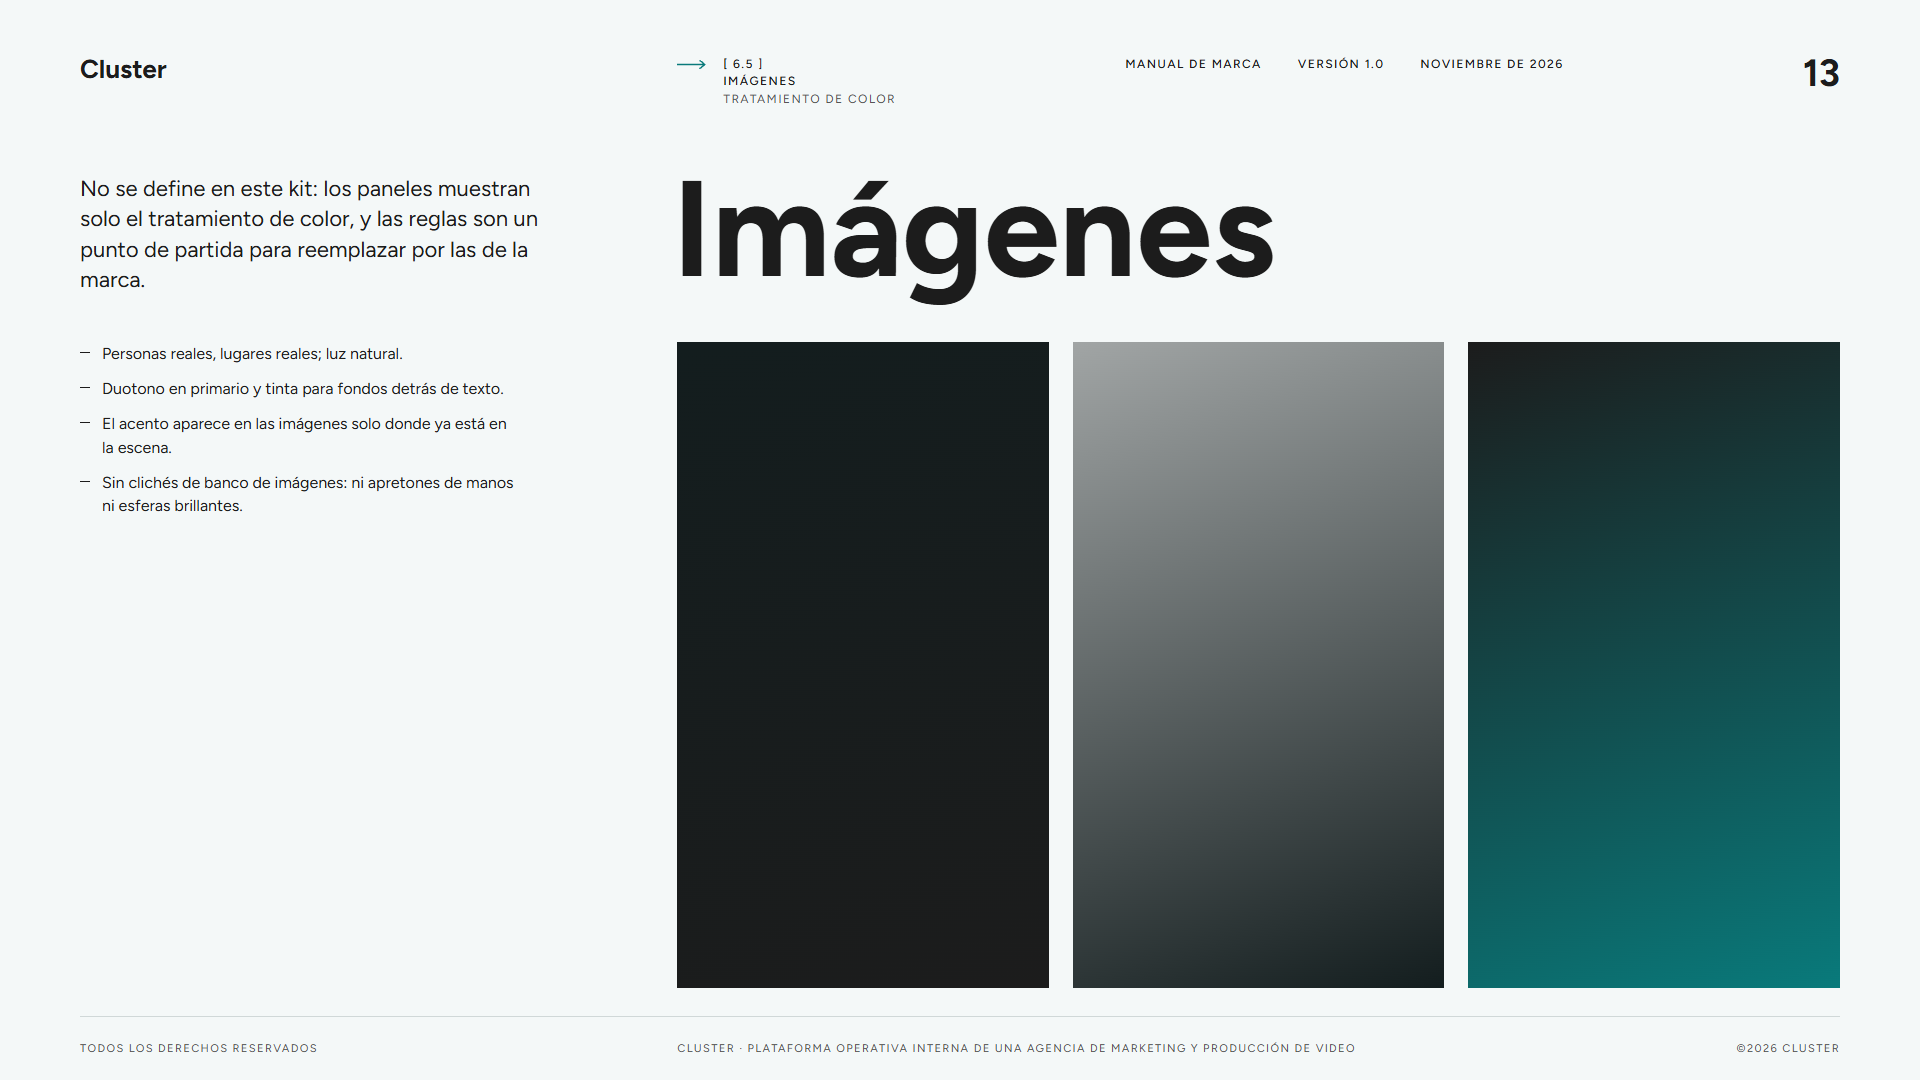 Cluster
[ 6.5 ]
IMÁGENES
TRATAMIENTO DE COLOR
MANUAL DE MARCA
VERSIÓN 1.0
NOVIEMBRE DE 2026
13
No se define en este kit: los paneles muestran
solo el tratamiento de color, y las reglas son un
punto de partida para reemplazar por las de la
marca.
— Personas reales, lugares reales; luz natural.
— Duotono en primario y tinta para fondos detrás de texto.
— El acento aparece en las imágenes solo donde ya está en
la escena.
— Sin clichés de banco de imágenes: ni apretones de manos
ni esferas brillantes.
Imágenes
TODOS LOS DERECHOS RESERVADOS
CLUSTER · PLATAFORMA OPERATIVA INTERNA DE UNA AGENCIA DE MARKETING Y PRODUCCIÓN DE VIDEO
©2026 CLUSTER